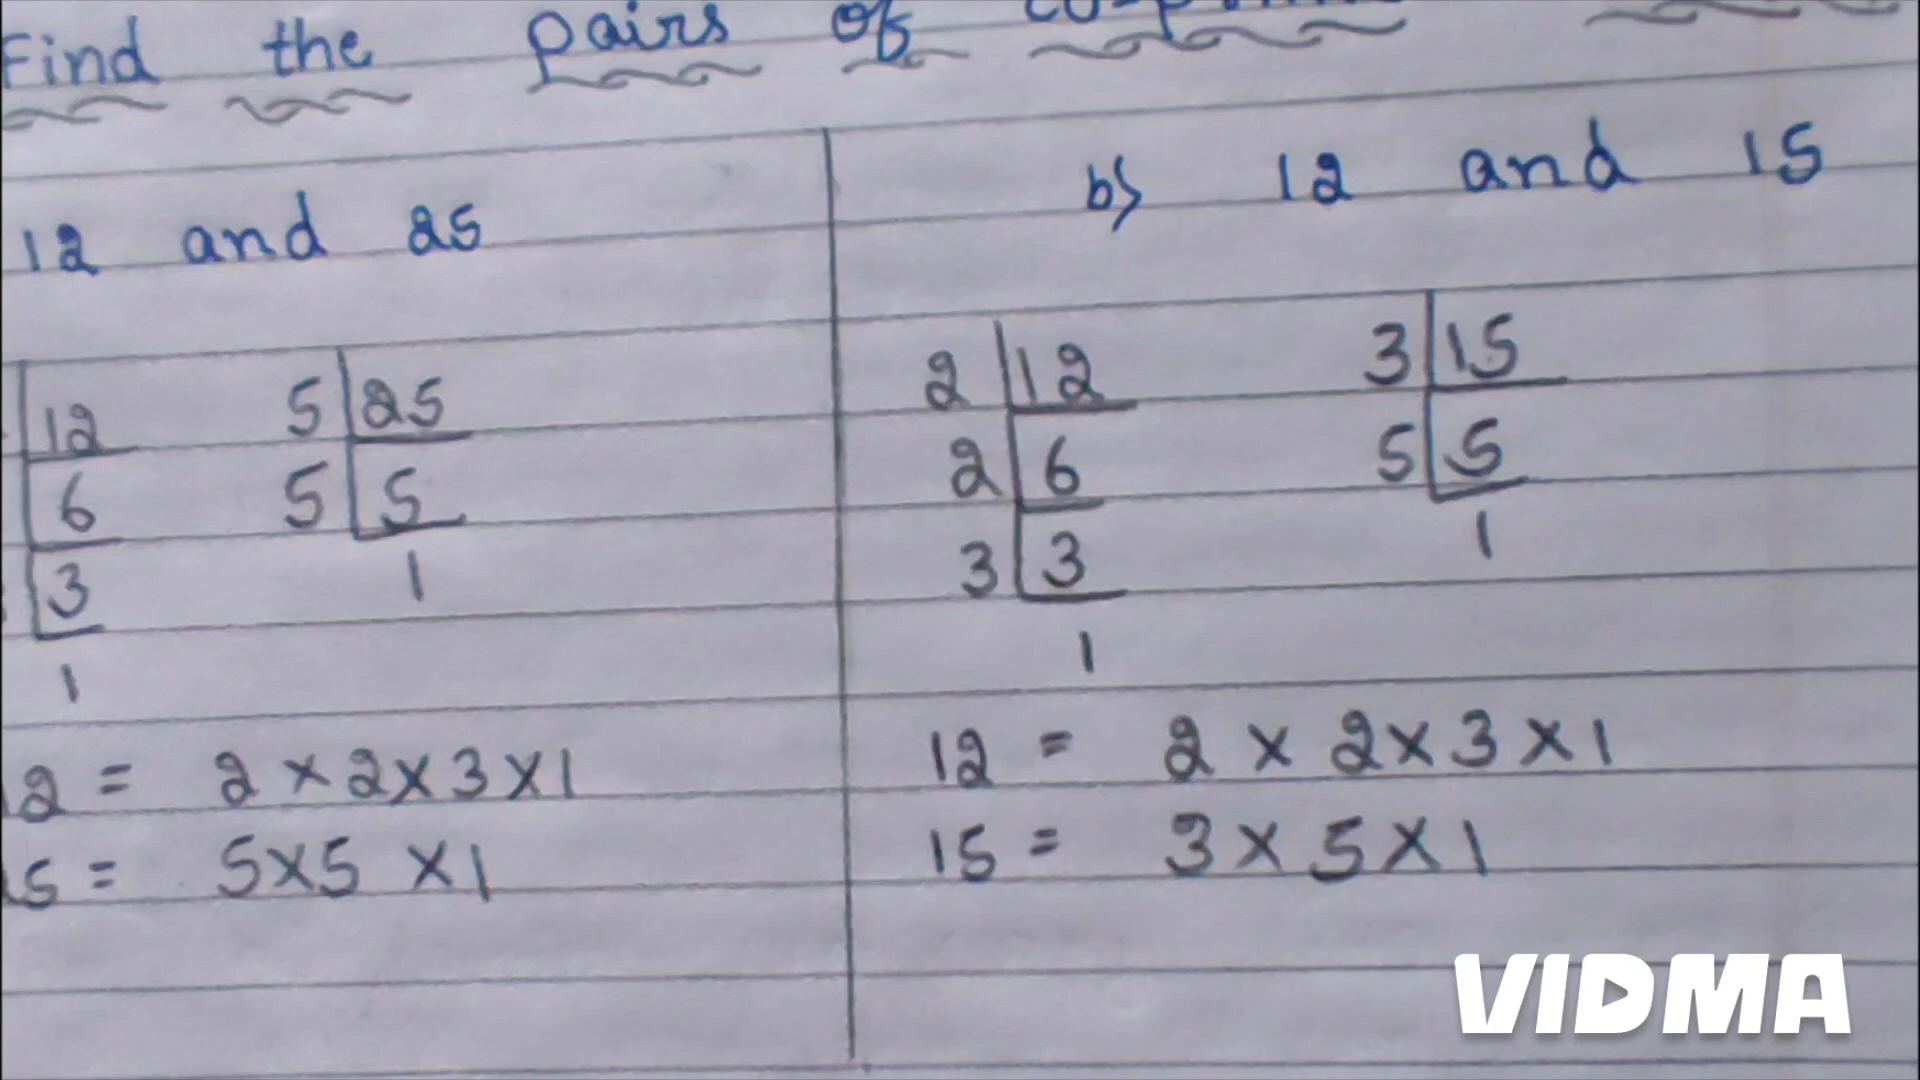 Find the pairs of
12 and 25
12 5 25
6 5 5
3 1
1
12 = 2 × 2 × 3 × 1
25 = 5 × 5 × 1
b) 12 and 15
2 12 3 15
2 6 5 5
3 3 1
1
12 = 2 × 2 × 3 × 1
15 = 3 × 5 × 1
VIDMA